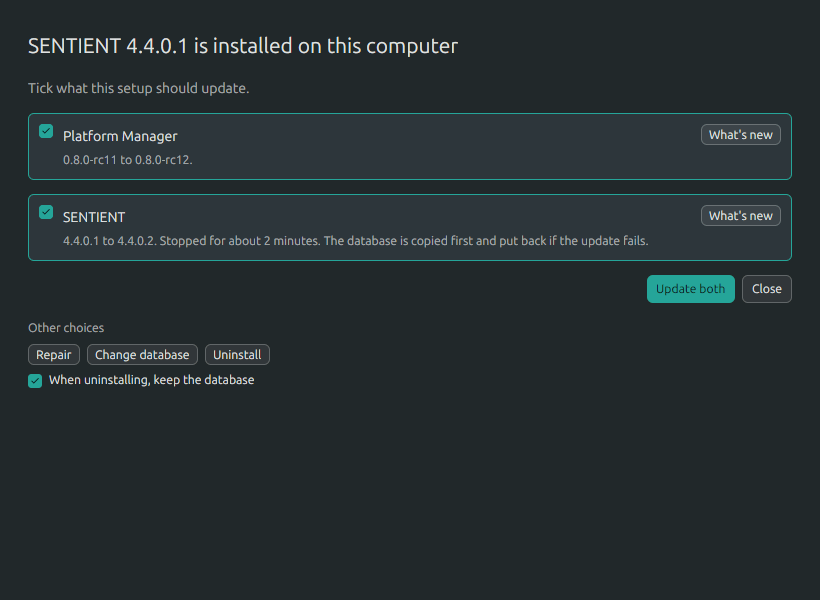 SENTIENT 4.4.0.1 is installed on this computer
Tick what this setup should update.
Platform Manager
What's new
0.8.0-rc11 to 0.8.0-rc12.
SENTIENT
What's new
4.4.0.1 to 4.4.0.2. Stopped for about 2 minutes. The database is copied first and put back if the update fails.
Update both
Close
Other choices
Repair
Change database
Uninstall
When uninstalling, keep the database